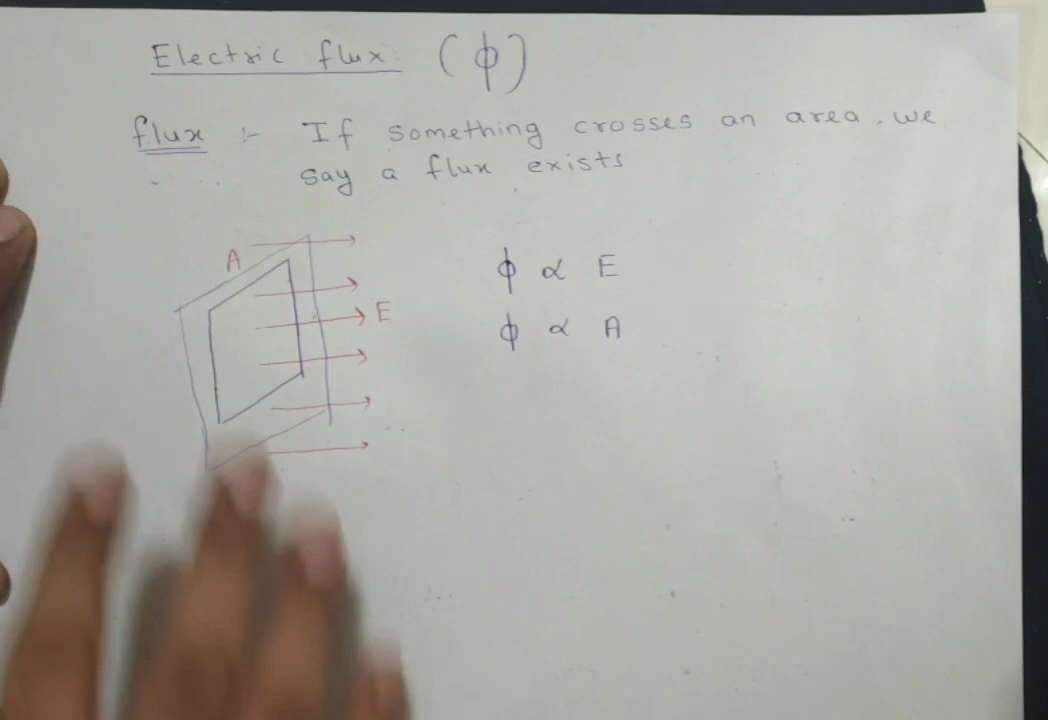 Electric flux (ϕ)
flux :- If something crosses an area, we
say a flux exists
A
E
ϕ ∝ E
ϕ ∝ A